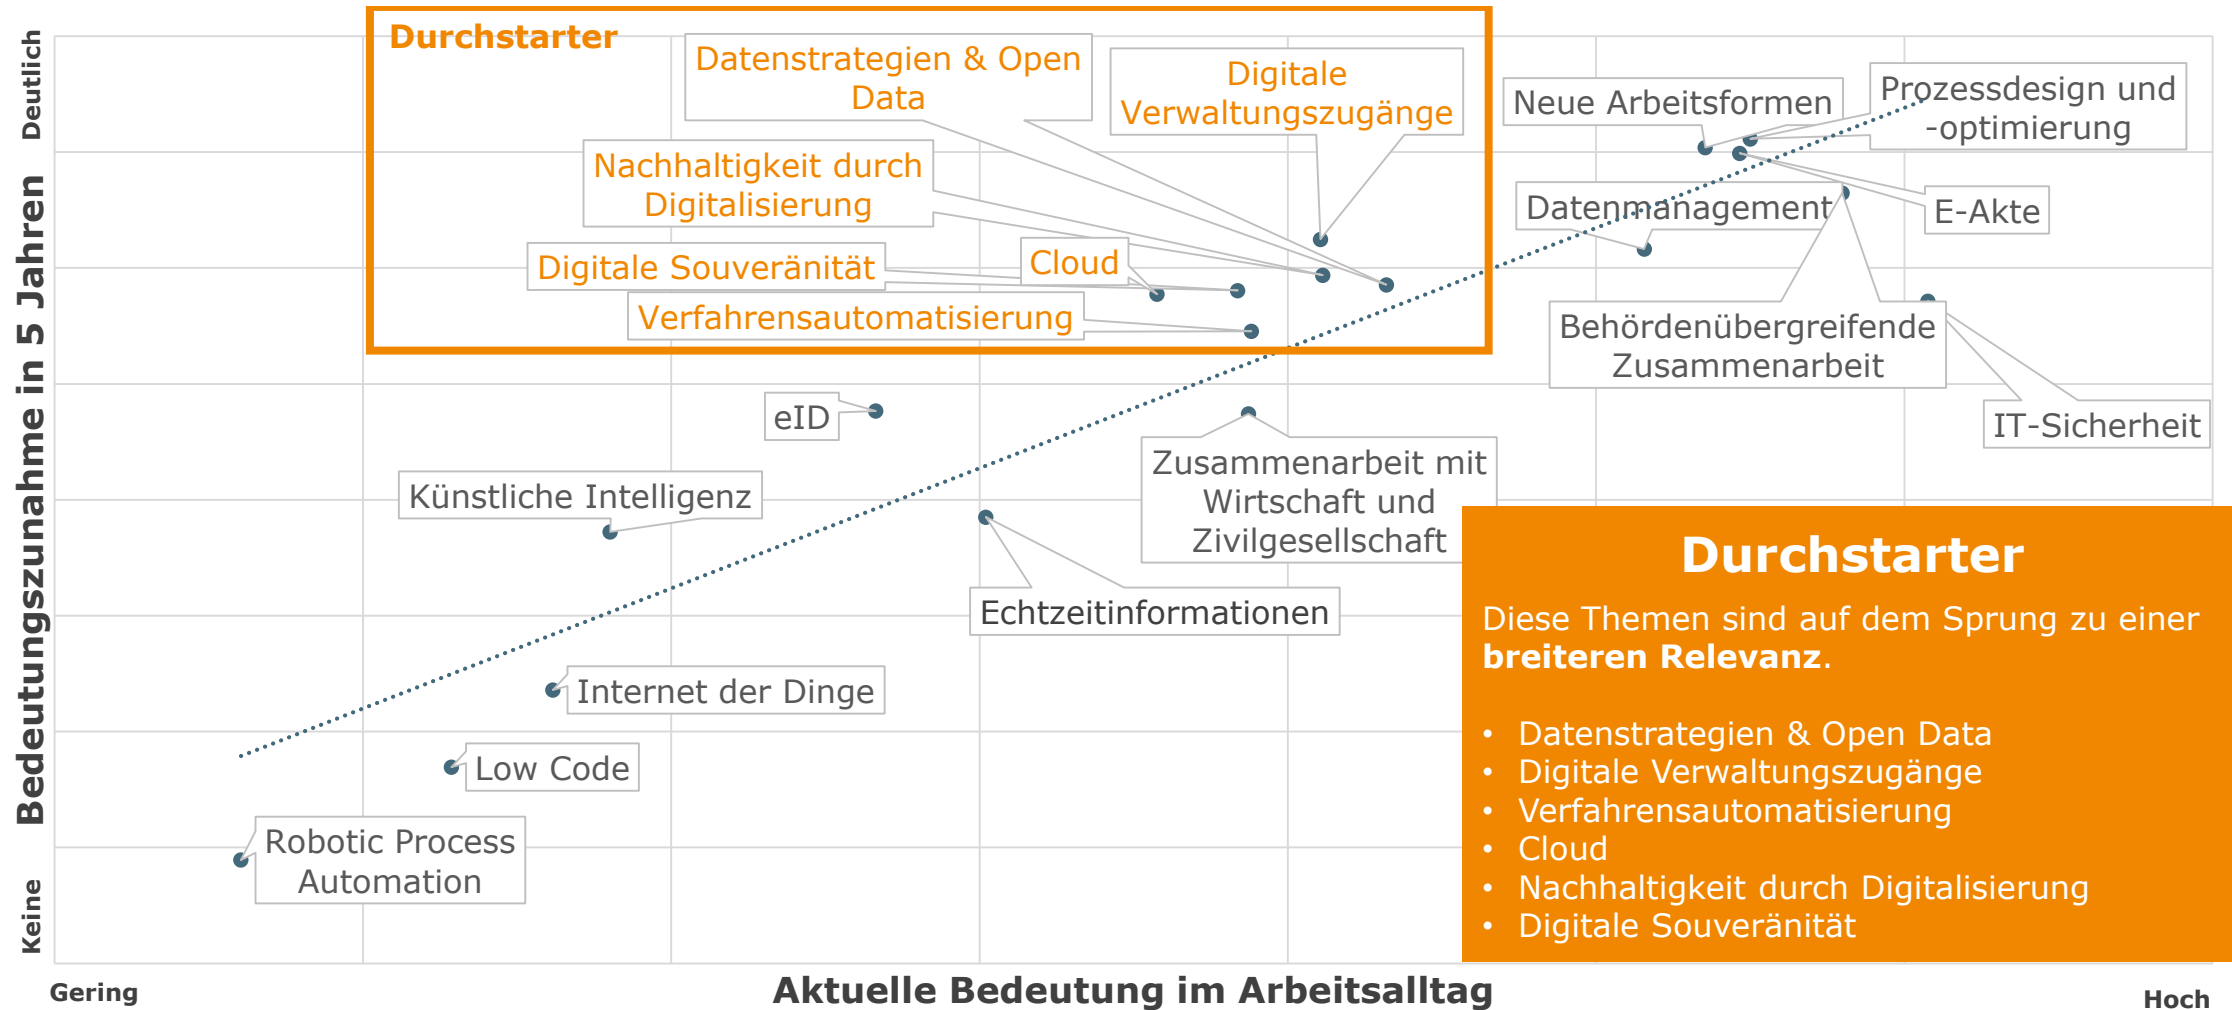 Durchstarter
Datenstrategien & Open
Data
Digitale
Verwaltungszugänge
Nachhaltigkeit durch
Digitalisierung
Digitale Souveränität
Cloud
Verfahrensautomatisierung
Neue Arbeitsformen
Prozessdesign und
-optimierung
Datenmanagement
E-Akte
Behördenübergreifende
Zusammenarbeit
IT-Sicherheit
eID
Künstliche Intelligenz
Zusammenarbeit mit
Wirtschaft und
Zivilgesellschaft
Echtzeitinformationen
Internet der Dinge
Low Code
Robotic Process
Automation
Durchstarter
Diese Themen sind auf dem Sprung zu einer
breiteren Relevanz.
• Datenstrategien & Open Data
• Digitale Verwaltungszugänge
• Verfahrensautomatisierung
• Cloud
• Nachhaltigkeit durch Digitalisierung
• Digitale Souveränität
Deutlich
Bedeutungszunahme in 5 Jahren
Keine
Gering
Aktuelle Bedeutung im Arbeitsalltag
Hoch